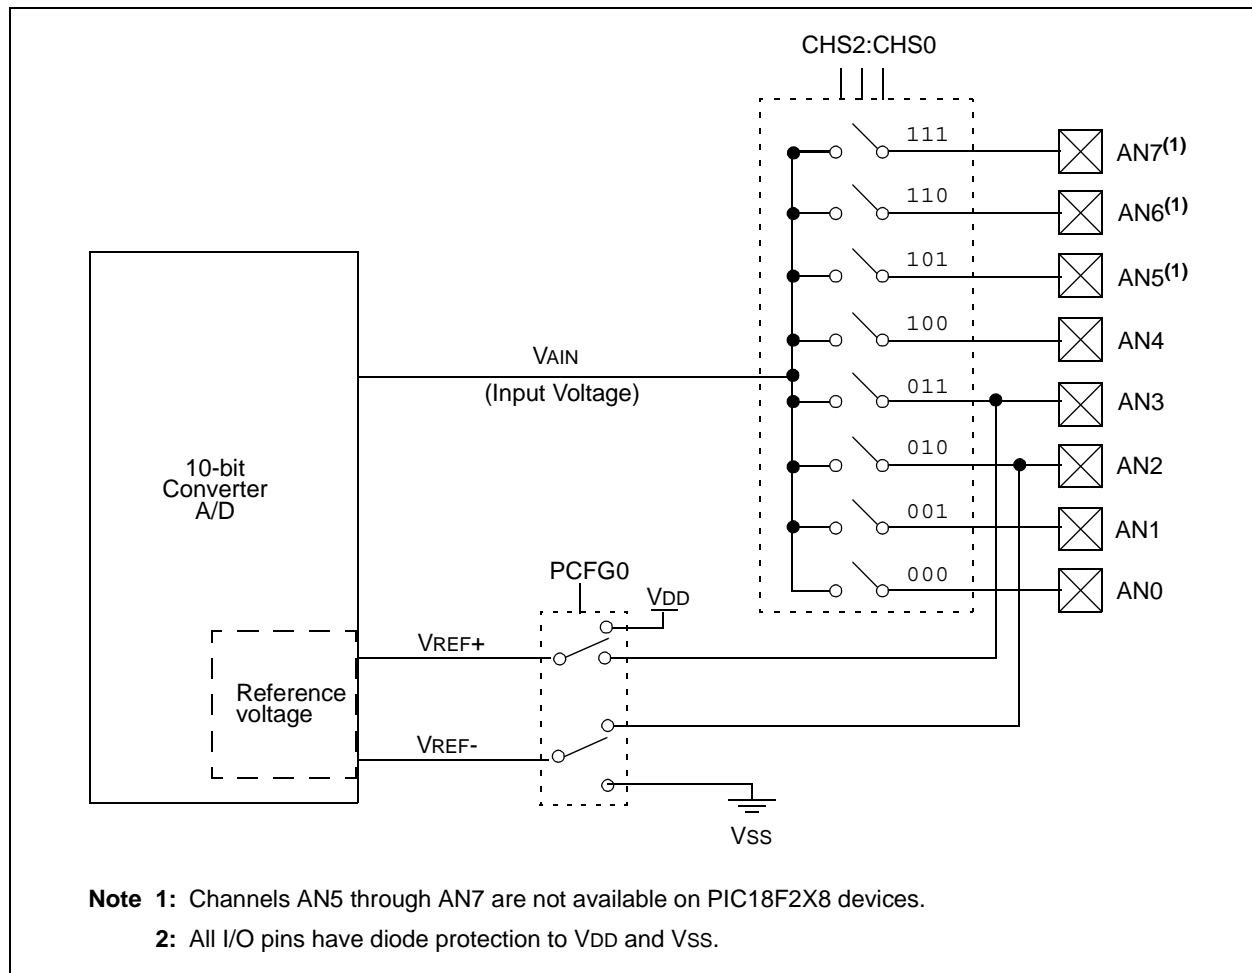 CHS2:CHS0
111
AN7(1)
110
AN6(1)
101
AN5(1)
100
AN4
VAIN
(Input Voltage)
011
AN3
010
AN2
10-bit
Converter
A/D
001
AN1
PCFG0
000
AN0
VDD
VREF+
Reference
voltage
VREF-
VSS
Note 1: Channels AN5 through AN7 are not available on PIC18F2X8 devices.
2: All I/O pins have diode protection to VDD and VSS.